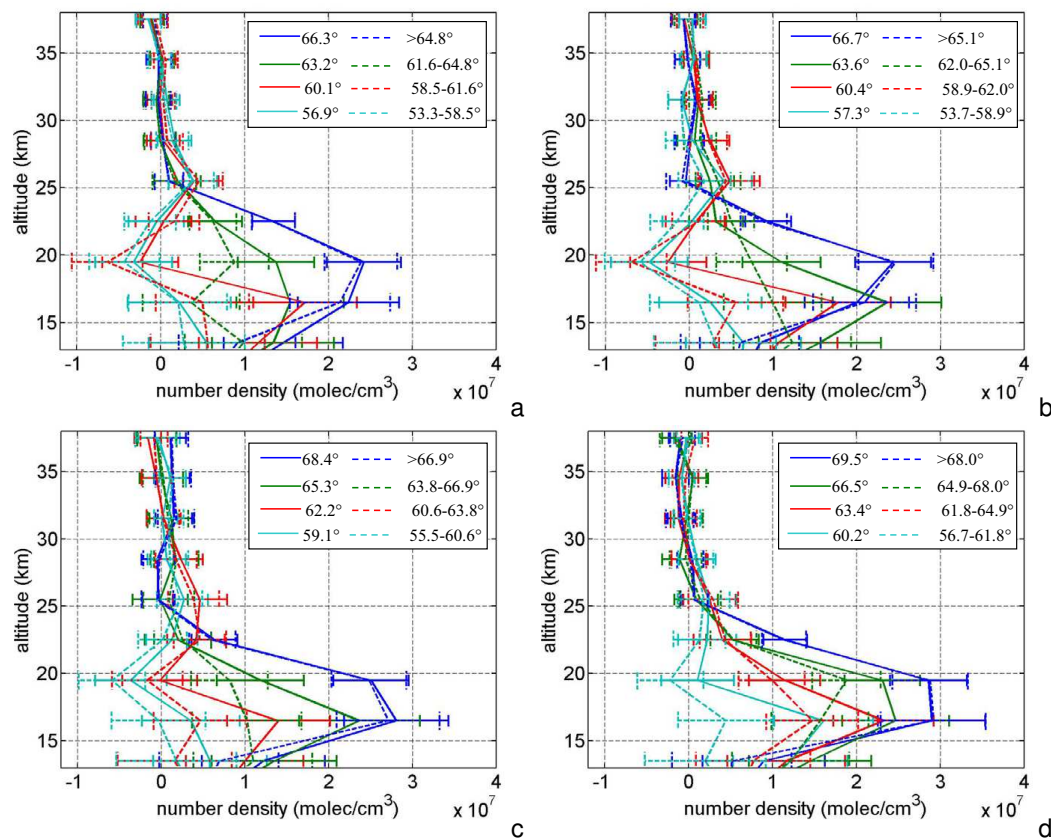 35
30
25
20
15
altitude (km)
66.3° >64.8°
63.2° 61.6-64.8°
60.1° 58.5-61.6°
56.9° 53.3-58.5°
-1 0 1 2 3 4
number density (molec/cm³) x 10⁷
a
35
30
25
20
15
altitude (km)
66.7° >65.1°
63.6° 62.0-65.1°
60.4° 58.9-62.0°
57.3° 53.7-58.9°
-1 0 1 2 3 4
number density (molec/cm³) x 10⁷
b
35
30
25
20
15
altitude (km)
68.4° >66.9°
65.3° 63.8-66.9°
62.2° 60.6-63.8°
59.1° 55.5-60.6°
-1 0 1 2 3 4
number density (molec/cm³) x 10⁷
c
35
30
25
20
15
altitude (km)
69.5° >68.0°
66.5° 64.9-68.0°
63.4° 61.8-64.9°
60.2° 56.7-61.8°
-1 0 1 2 3 4
number density (molec/cm³) x 10⁷
d